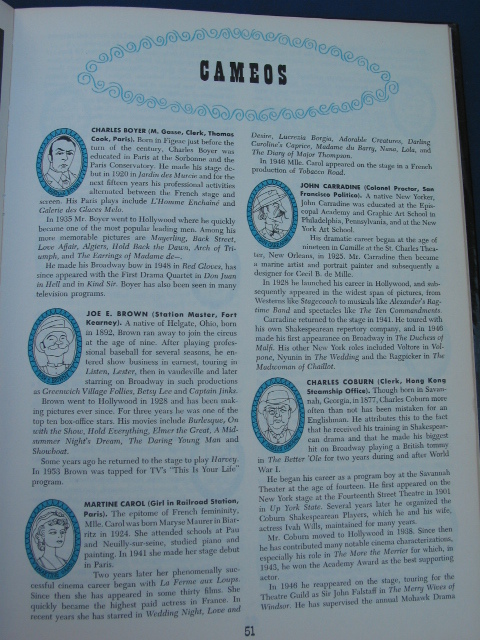 CAMEOS
CHARLES BOYER (M. Gasse, Clerk, Thomas
Cook, Paris). Born in Figeac just before the
turn of the century, Charles Boyer was
educated in Paris at the Sorbonne and the
Paris Conservatory. He made his stage de-
but in 1920 in Jardin des Murcie and for the
next fifteen years his professional activities
alternated between the French stage and
screen. His Paris plays include L'Homme Enchainé and
Galerie des Glaces Melo.
In 1935 Mr. Boyer went to Hollywood where he quickly
became one of the most popular leading men. Among his
more memorable pictures are Mayerling, Back Street,
Love Affair, Algiers, Hold Back the Dawn, Arch of Tri-
umph, and The Earrings of Madame de—.
He made his Broadway bow in 1948 in Red Gloves, has
since appeared with the First Drama Quartet in Don Juan
in Hell and in Kind Sir. Boyer has also been seen in many
television programs.
JOE E. BROWN (Station Master, Fort
Kearney). A native of Helgate, Ohio, born
in 1892, Brown ran away to join the circus
at the age of nine. After playing profes-
sional baseball for several seasons, he en-
tered show business in earnest, touring in
Listen, Lester, then in vaudeville and later
starring on Broadway in such productions
as Greenwich Village Follies, Betsy Lee and Captain Jinks.
Brown went to Hollywood in 1928 and has been mak-
ing pictures ever since. For three years he was one of the
top ten box-office stars. His movies include Burlesque, On
with the Show, Hold Everything, Elmer the Great, A Mid-
summer Night's Dream, The Daring Young Man and
Showboat.
Some years ago he returned to the stage to play Harvey.
In 1953 Brown was tapped for TV's "This Is Your Life"
program.
MARTINE CAROL (Girl in Railroad Station,
Paris). The epitome of French femininity,
Mlle. Carol was born Maryse Maurer in Biar-
ritz in 1924. She attended school at Pau
and Neuilly-sur-seine, studied piano and
painting. In 1941 she made her stage debut
in Paris.
Two years later her phenomenally suc-
cessful cinema career began with La Ferme aux Loups.
Since then she has appeared in some thirty films. She
quickly became the highest paid actress in France. In
recent years she has starred in Wedding Night, Love and
Desire, Lucrezia Borgia, Adorable Creatures, Darling
Caroline's Caprice, Madame du Barry, Nana, Lola, and
The Diary of Major Thompson.
In 1946 Mlle. Carol appeared on the stage in a French
production of Tobacco Road.
JOHN CARRADINE (Colonel Proctor, San
Francisco Politico). A native New Yorker,
John Carradine was educated at the Epis-
copal Academy and Graphic Art School in
Philadelphia, Pennsylvania, and at the New
York Art School.
His dramatic career began at the age of
nineteen in Camille at the St. Charles Thea-
ter, New Orleans, in 1925. Mr. Carradine then became
a marine artist and portrait painter and subsequently a
designer for Cecil B. de Mille.
In 1928 he launched his career in Hollywood, and sub-
sequently appeared in the widest span of pictures, from
Westerns like Stagecoach to musicals like Alexander's Rag-
time Band and spectacles like The Ten Commandments.
Carradine returned to the stage in 1941. He toured with
his own Shakespearean repertory company, and in 1946
made his first appearance on Broadway in The Duchess of
Malfi. His other New York roles included Voltore in Vol-
pone, Nyunin in The Wedding and the Ragpicker in The
Madwoman of Chaillot.
CHARLES COBURN (Clerk, Hong Kong
Steamship Office). Though born in Savan-
nah, Georgia, in 1877, Charles Coburn more
often than not has been mistaken for an
Englishman. He attributes this to the fact
that he received his training in Shakespear-
ean drama and that he made his biggest
hit on Broadway playing a British tommy
in The Better 'Ole for two years during and after World
War I.
He began his career as a program boy at the Savannah
Theater at the age of fourteen. He first appeared on the
New York stage at the Fourteenth Street Theatre in 1901
in Up York State. Several years later he organized the
Coburn Shakespearean Players, which he and his wife,
actress Ivah Wills, maintained for many years.
Mr. Coburn moved to Hollywood in 1938. Since then
he has contributed many notable cinema characterizations,
especially his role in The More the Merrier for which, in
1943, he won the Academy Award as the best supporting
actor.
In 1946 he reappeared on the stage, touring for the
Theatre Guild as Sir John Falstaff in The Merry Wives of
Windsor. He has supervised the annual Mohawk Drama
51